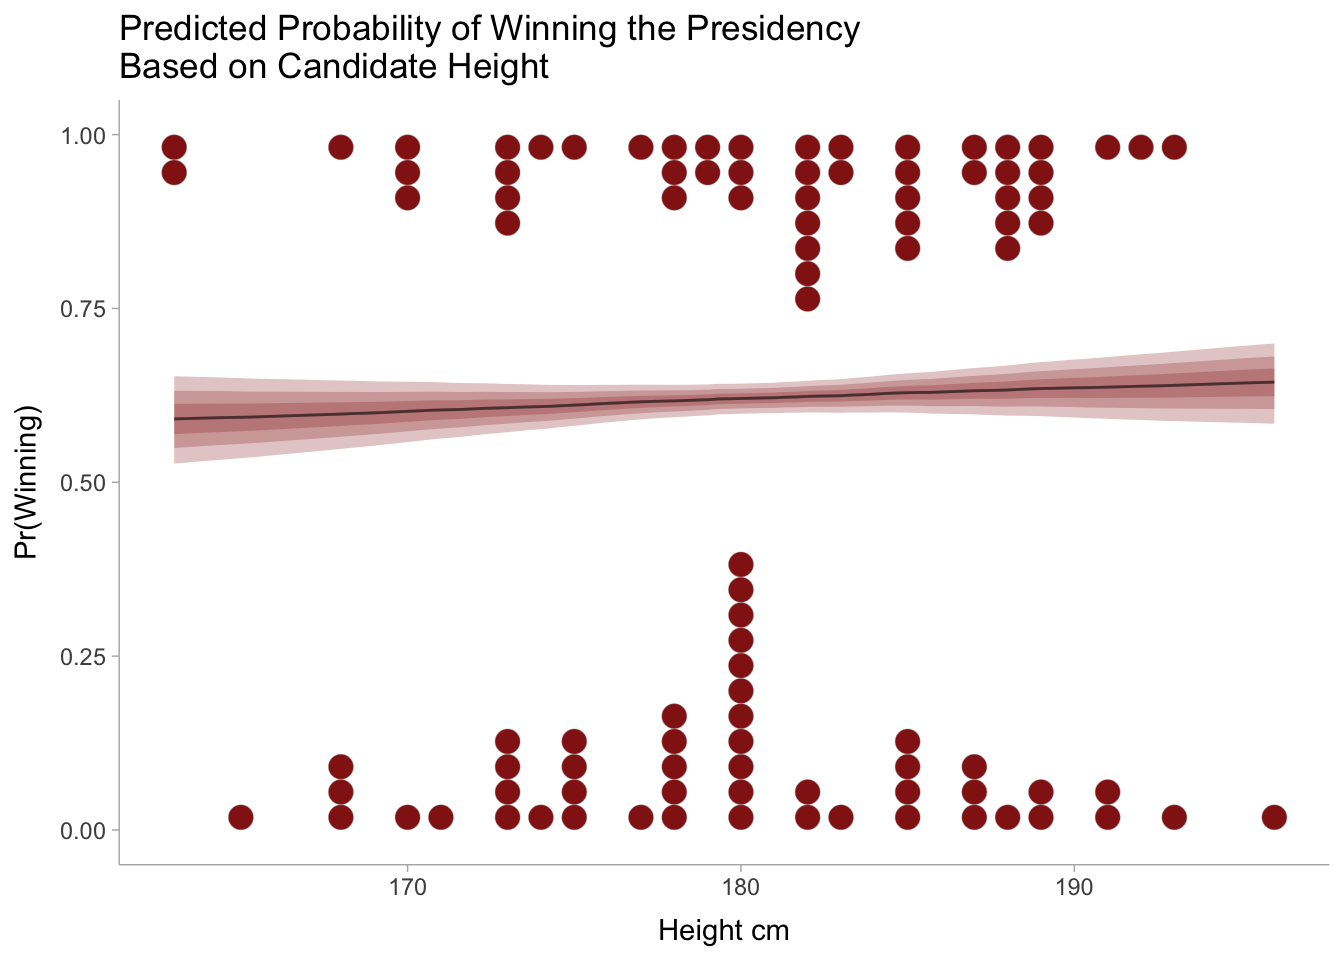 Predicted Probability of Winning the Presidency
Based on Candidate Height
1.00
0.75
0.50
0.25
0.00
Pr(Winning)
170
180
190
Height cm